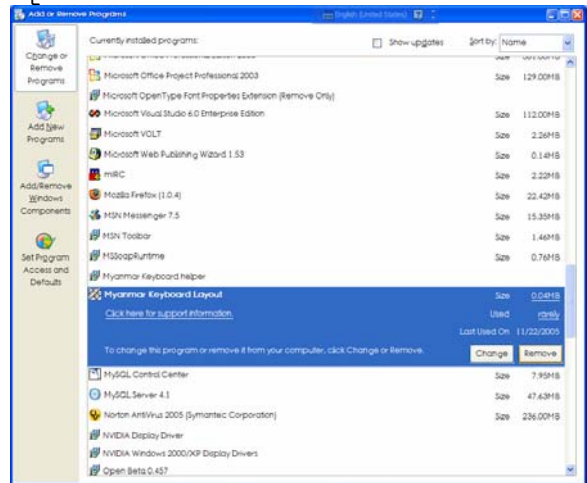 Add or Remove Programs
English (United States)
Change or
Remove
Programs
Add New
Programs
Add/Remove
Windows
Components
Set Program
Access and
Defaults
Currently installed programs:
Show updates
Sort by: Name
Microsoft Office Project Professional 2003 Size 129.00MB
Microsoft OpenType Font Properties Extension (Remove Only)
Microsoft Visual Studio 6.0 Enterprise Edition Size 112.00MB
Microsoft VOLT Size 2.26MB
Microsoft Web Publishing Wizard 1.53 Size 0.14MB
mIRC Size 2.22MB
Mozilla Firefox (1.0.4) Size 22.42MB
MSN Messenger 7.5 Size 15.35MB
MSN Toolbar Size 1.46MB
MSSoapRuntime Size 0.76MB
Myanmar Keyboard helper
Myanmar Keyboard Layout Size 0.04MB
Click here for support information. Used rarely
Last Used On 11/22/2005
To change this program or remove it from your computer, click Change or Remove. Change Remove
MySQL Control Center Size 7.95MB
MySQL Server 4.1 Size 47.63MB
Norton AntiVirus 2005 (Symantec Corporation) Size 236.00MB
NVIDIA Display Driver
NVIDIA Windows 2000/XP Display Drivers
Open Beta 0.457